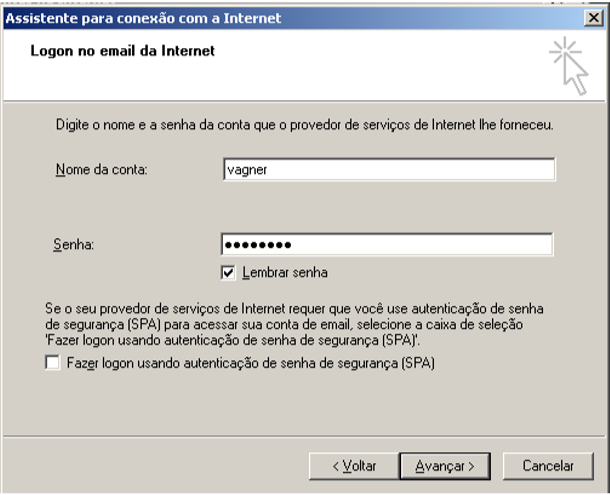 Assistente para conexão com a Internet
Logon no email da Internet
Digite o nome e a senha da conta que o provedor de serviços de Internet lhe forneceu.
Nome da conta: vagner
Senha: ●●●●●●●●
Lembrar senha
Se o seu provedor de serviços de Internet requer que você use autenticação de senha
de segurança (SPA) para acessar sua conta de email, selecione a caixa de seleção
'Fazer logon usando autenticação de senha de segurança (SPA)'.
Fazer logon usando autenticação de senha de segurança (SPA)
< Voltar Avançar > Cancelar